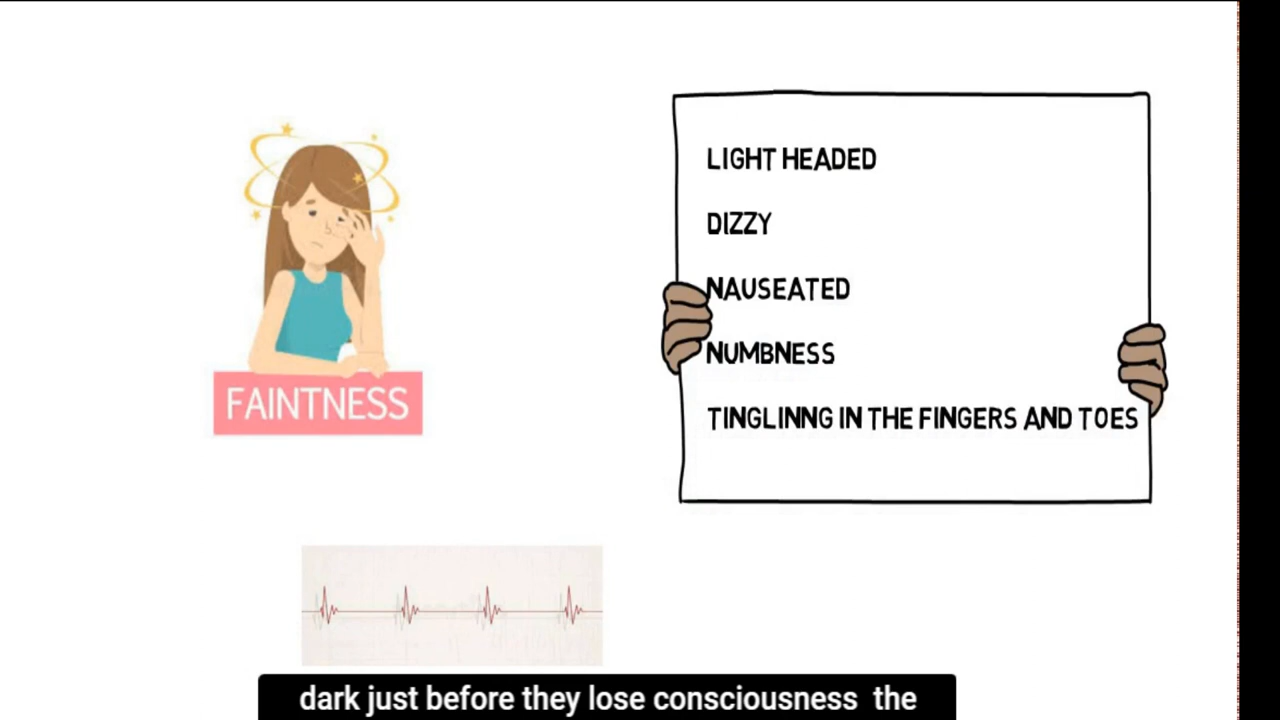 LIGHT HEADED
DIZZY
NAUSEATED
NUMBNESS
TINGLINNG IN THE FINGERS AND TOES
FAINTNESS
dark just before they lose consciousness the